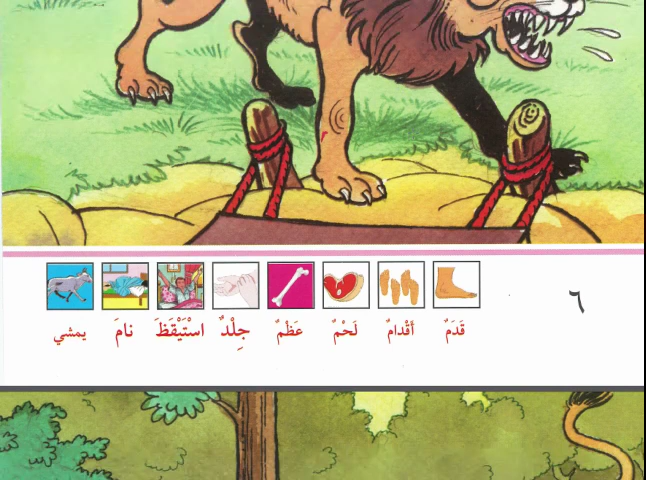 ٦
قَدَمٌ أَقْدامٌ لَحْمٌ عَظْمٌ جِلْدٌ اسْتَيْقَظَ نامَ يمشي